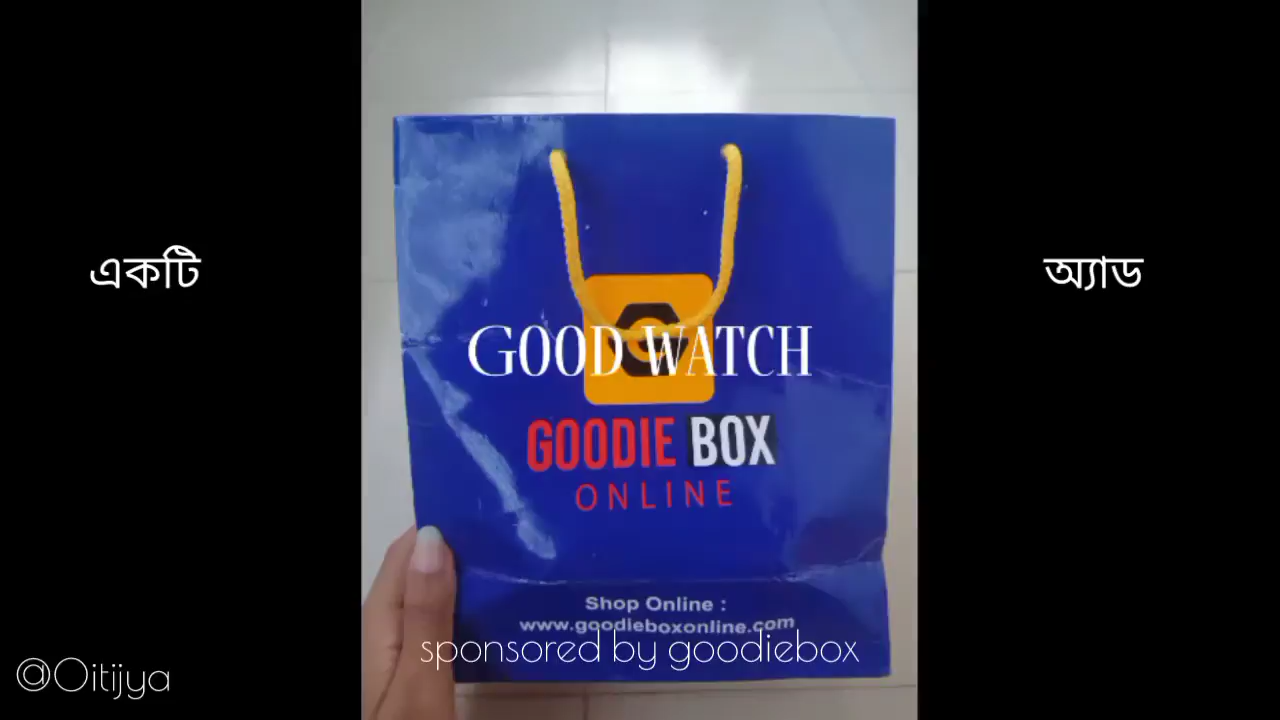 একটি
অ্যাড
GOOD WATCH
GOODIE BOX
ONLINE
Shop Online :
www.goodieboxonline.com
sponsored by goodiebox
@Oitijya